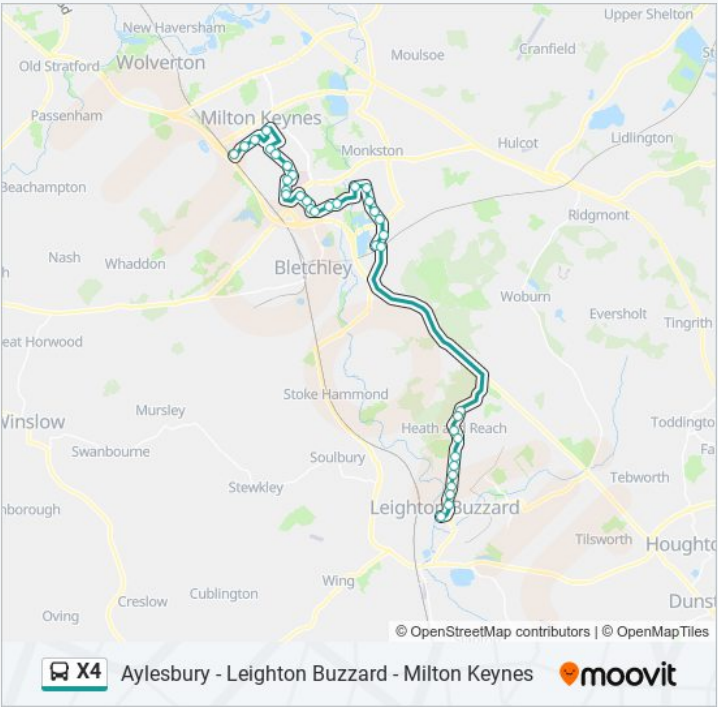 Upper Shelton
New Haversham
Cranfield
Moulsoe
Old Stratford
Wolverton
Passenham
Milton Keynes
Lidlington
Hulcot
Monkston
Beachampton
Ridgmont
Nash
Whaddon
Bletchley
Woburn
Eversholt
Tingrith
eat Horwood
Stoke Hammond
Mursley
Winslow
Heath and Reach
Toddingto
Swanbourne
Soulbury
Tebworth
Stewkley
nborough
Leighton Buzzard
Tilsworth
Houghto
Wing
Cublington
Creslow
Duns
Oving
© OpenStreetMap contributors | © OpenMapTiles
X4 Aylesbury - Leighton Buzzard - Milton Keynes moovit